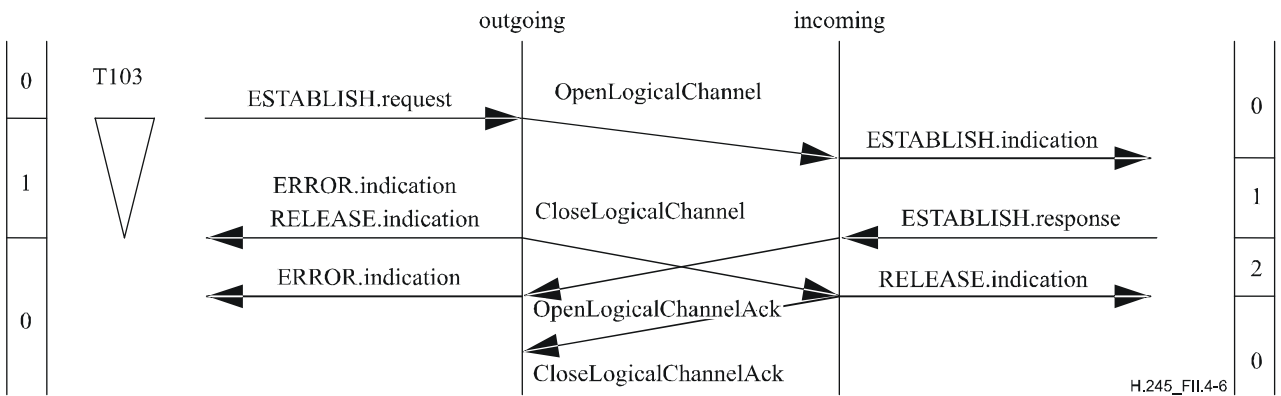 outgoing
incoming
0
T103
ESTABLISH.request
OpenLogicalChannel
0
ESTABLISH.indication
1
ERROR.indication
RELEASE.indication
CloseLogicalChannel
ESTABLISH.response
1
ERROR.indication
RELEASE.indication
2
OpenLogicalChannelAck
0
CloseLogicalChannelAck
0
H.245_FII.4-6